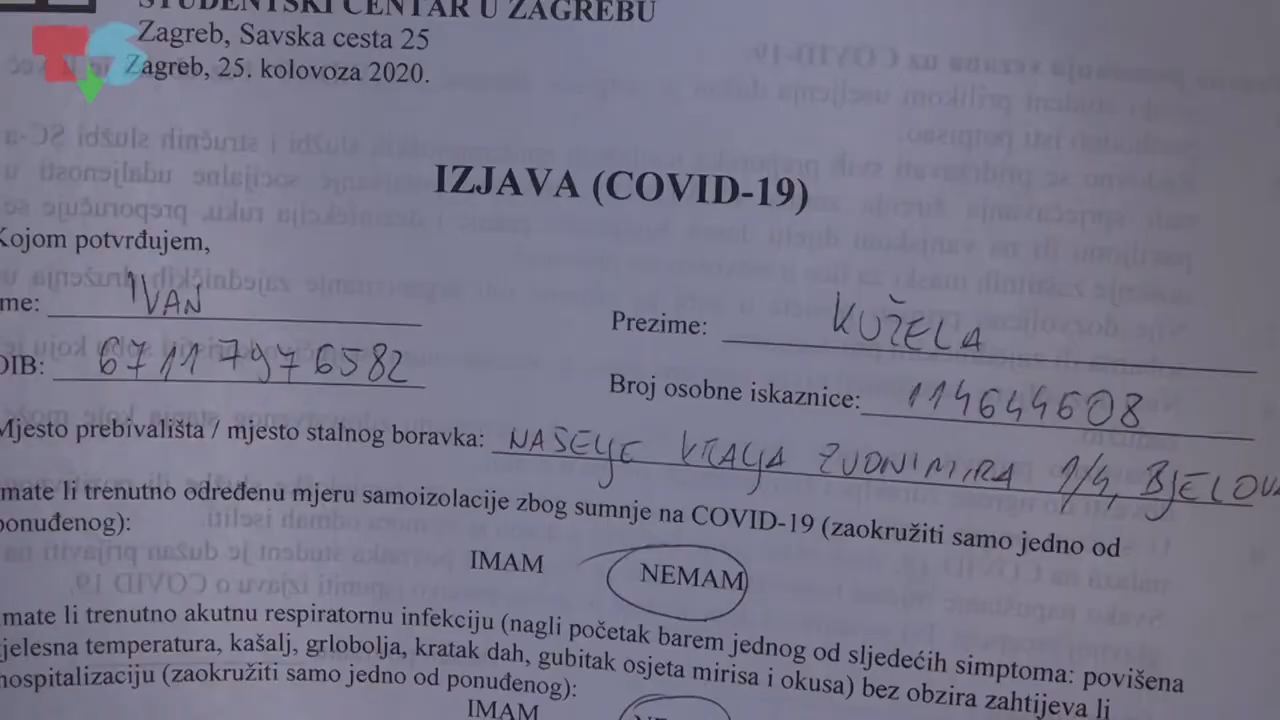 STUDENTSKI CENTAR U ZAGREBU
Zagreb, Savska cesta 25
Zagreb, 25. kolovoza 2020.
IZJAVA (COVID-19)
Kojom potvrđujem,
me: IVAN Prezime: KUŽELA
OIB: 67117976582 Broj osobne iskaznice: 114644608
Mjesto prebivališta / mjesto stalnog boravka: NASELJE KRALJA ZVONIMIRA 1/4, BJELOVA
mate li trenutno određenu mjeru samoizolacije zbog sumnje na COVID-19 (zaokružiti samo jedno od
ponuđenog):
IMAM NEMAM
mate li trenutno akutnu respiratornu infekciju (nagli početak barem jednog od sljedećih simptoma: povišena
jelesna temperatura, kašalj, grlobolja, kratak dah, gubitak osjeta mirisa i okusa) bez obzira zahtijeva li
hospitalizaciju (zaokružiti samo jedno od ponuđenog):
IMAM